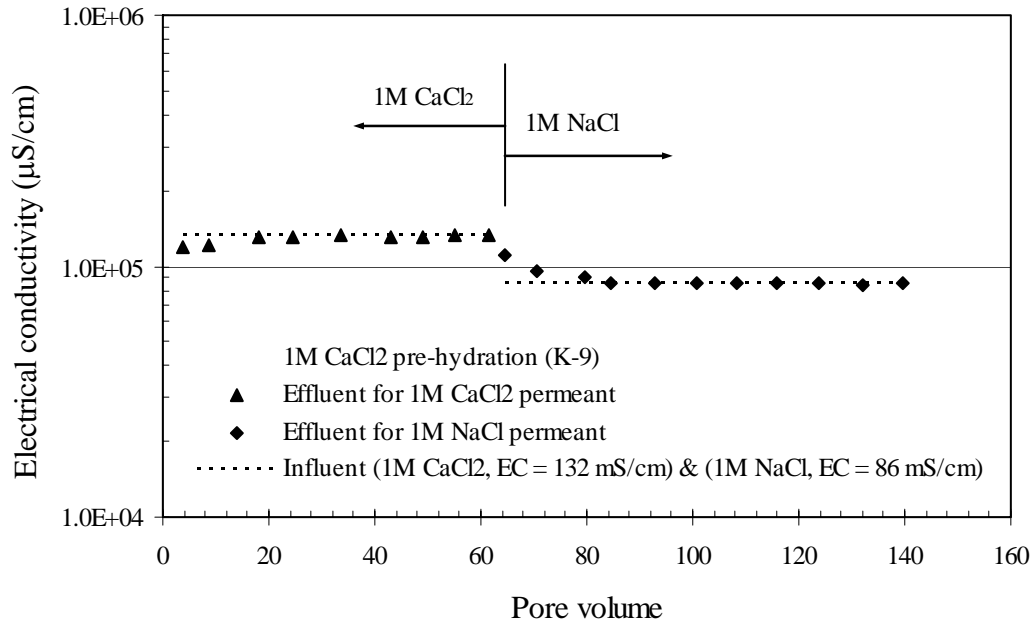 Electrical conductivity (µS/cm)
1.0E+06
1.0E+05
1.0E+04
1M CaCl₂
1M NaCl
1M CaCl2 pre-hydration (K-9)
Effluent for 1M CaCl2 permeant
Effluent for 1M NaCl permeant
Influent (1M CaCl2, EC = 132 mS/cm) & (1M NaCl, EC = 86 mS/cm)
0 20 40 60 80 100 120 140 160
Pore volume